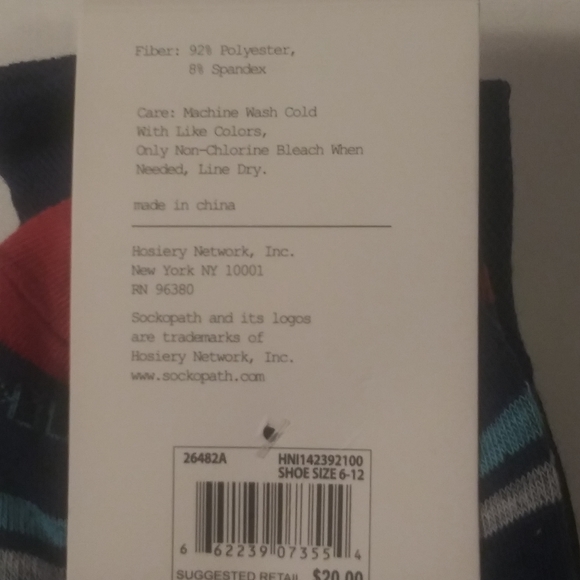 Fiber: 92% Polyester,
8% Spandex
Care: Machine Wash Cold
With Like Colors,
Only Non-Chlorine Bleach When
Needed, Line Dry.
made in china
Hosiery Network, Inc.
New York NY 10001
RN 96380
Sockopath and its logos
are trademarks of
Hosiery Network, Inc.
www.sockopath.com
26482A HNI142392100
SHOE SIZE 6-12
6 62239 07355 4
SUGGESTED RETAIL $20.00